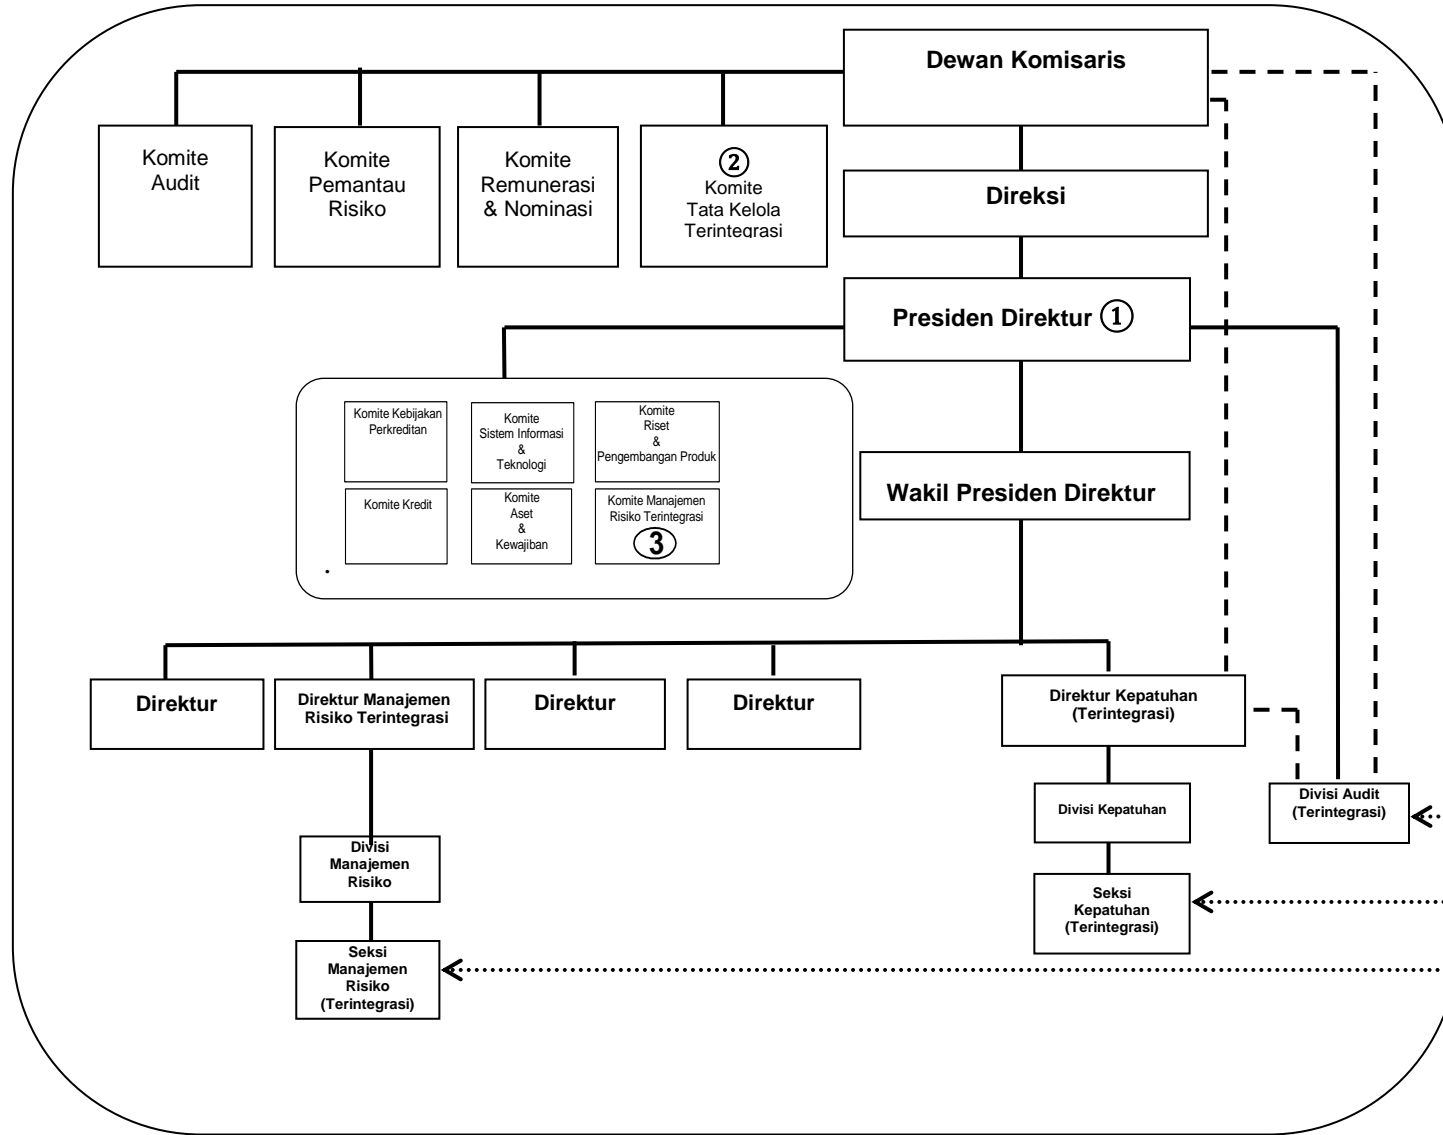 Dewan Komisaris
Komite
Audit
Komite
Pemantau
Risiko
Komite
Remunerasi
& Nominasi
②
Komite
Tata Kelola
Terintegrasi
Direksi
Presiden Direktur ①
Komite Kebijakan
Perkreditan
Komite
Sistem Informasi
&
Teknologi
Komite
Riset
&
Pengembangan Produk
Komite Kredit
Komite
Aset
&
Kewajiban
Komite Manajemen
Risiko Terintegrasi
③
.
Wakil Presiden Direktur
Direktur
Direktur Manajemen
Risiko Terintegrasi
Direktur
Direktur
Direktur Kepatuhan
(Terintegrasi)
Divisi Kepatuhan
Divisi Audit
(Terintegrasi)
Divisi
Manajemen
Risiko
Seksi
Kepatuhan
(Terintegrasi)
Seksi
Manajemen
Risiko
(Terintegrasi)